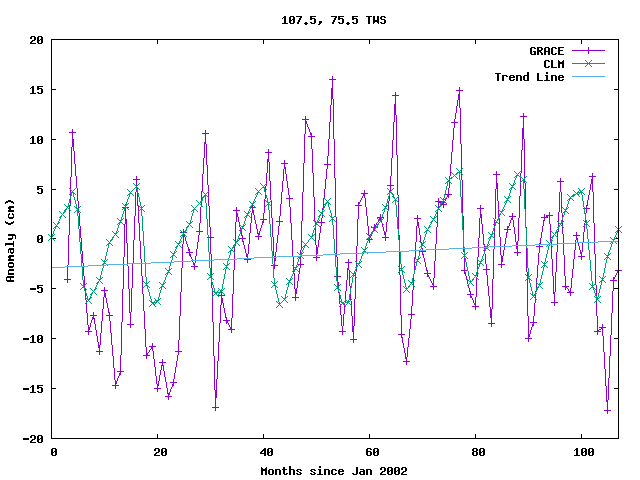 107.5, 75.5 TWS
GRACE
CLM
Trend Line
20
15
10
5
0
-5
-10
-15
-20
Anomaly (cm)
0 20 40 60 80 100
Months since Jan 2002